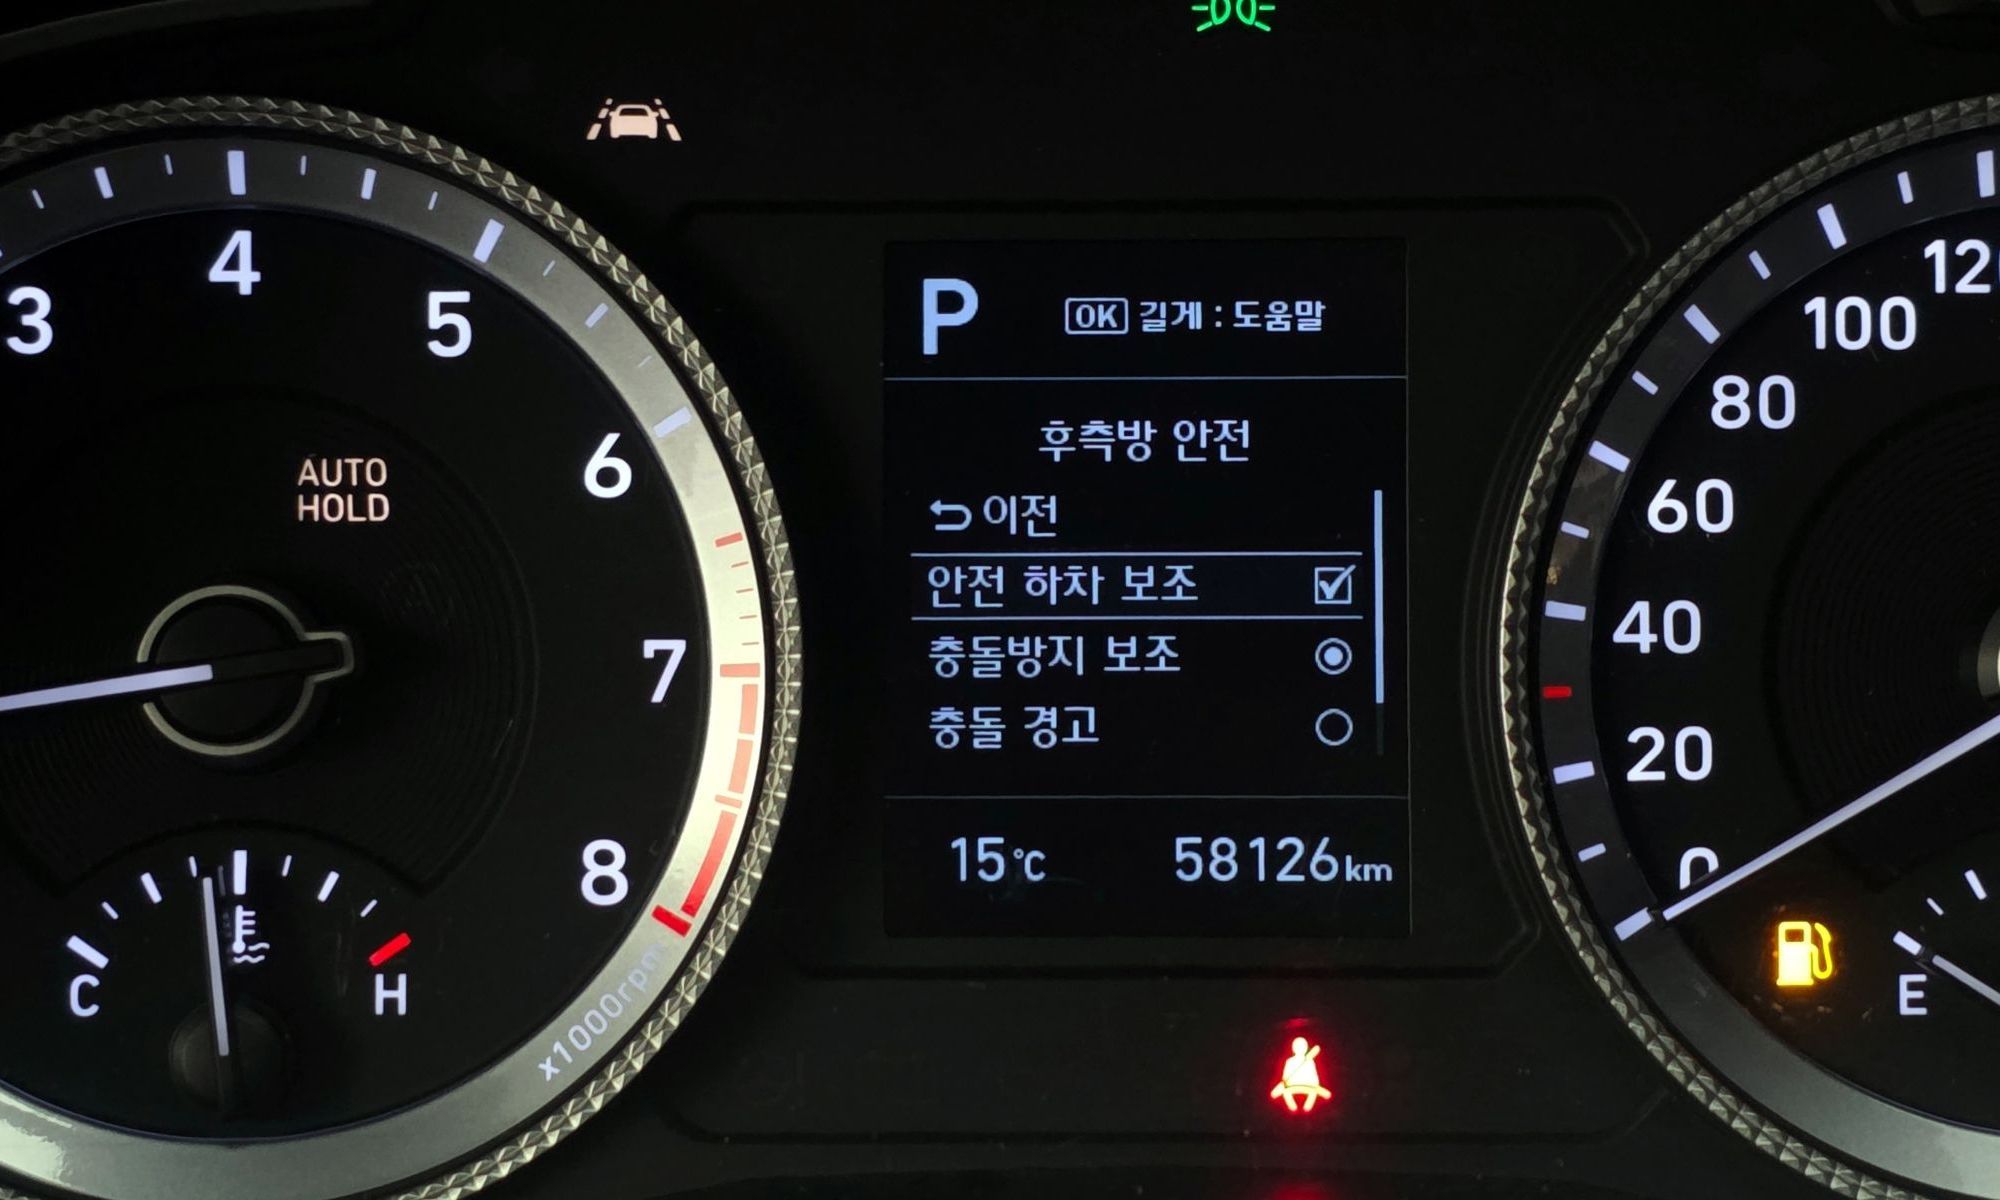 P
OK 길게 : 도움말
후측방 안전
이전
안전 하차 보조
충돌방지 보조
충돌 경고
15℃ 58126km
3
4
5
6
7
8
x1000rpm
AUTO
HOLD
C
H
100
80
60
40
20
0
E